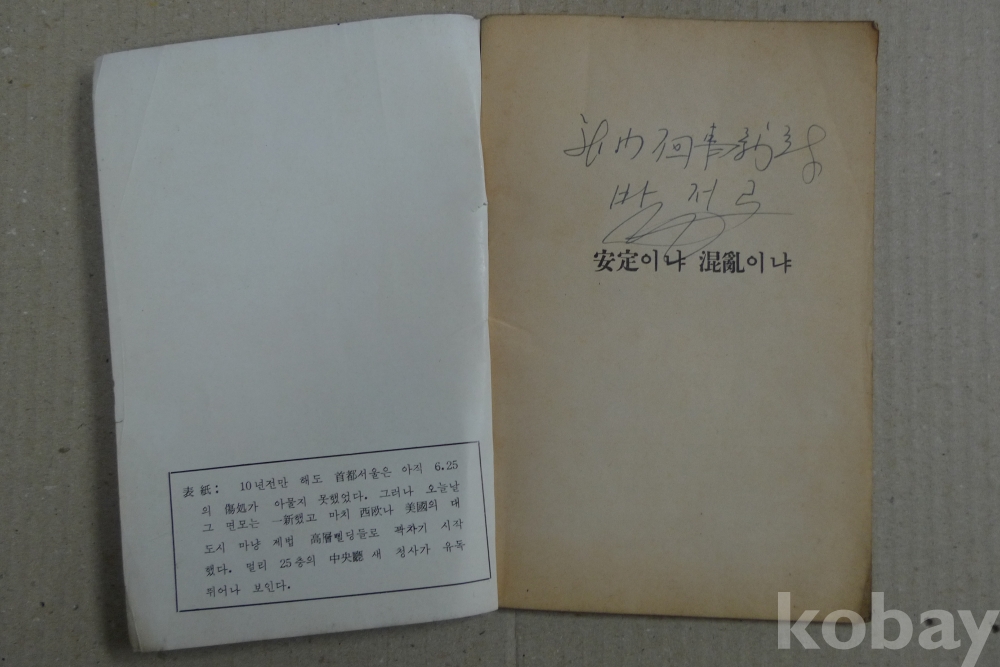 表紙; 10년전만 해도 首都서울은 아직 6.25
의 傷処가 아물지 못했었다. 그러나 오늘날
그 면모는 一新했고 마치 西欧나 美國의 대
도시 마냥 제법 高層삘딩들로 꽉차기 시작
했다. 멀리 25층의 中央廳 새 청사가 유독
뛰어나 보인다.
安定이냐 混亂이냐
kobay